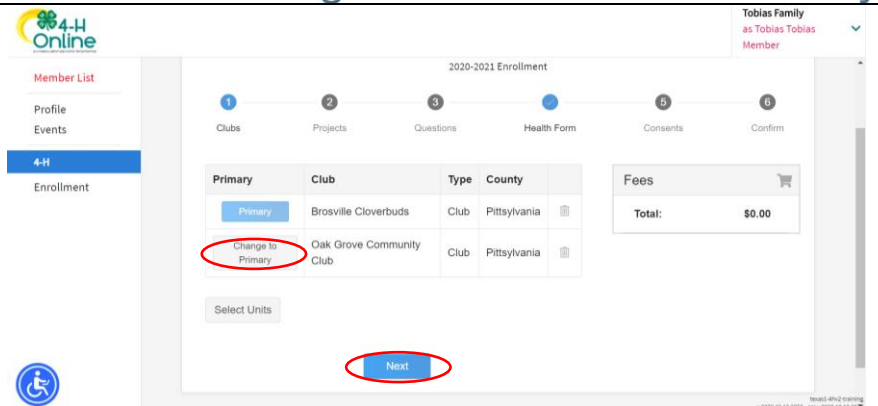 4-H
Online
Tobias Family
as Tobias Tobias
Member
Member List
Profile
Events
4-H
Enrollment
2020-2021 Enrollment
1
2
3
5
6
Clubs
Projects
Questions
Health Form
Consents
Confirm
Primary
Club
Type
County
Primary
Brosville Cloverbuds
Club
Pittsylvania
Change to
Primary
Oak Grove Community
Club
Club
Pittsylvania
Fees
Total:
$0.00
Select Units
Next